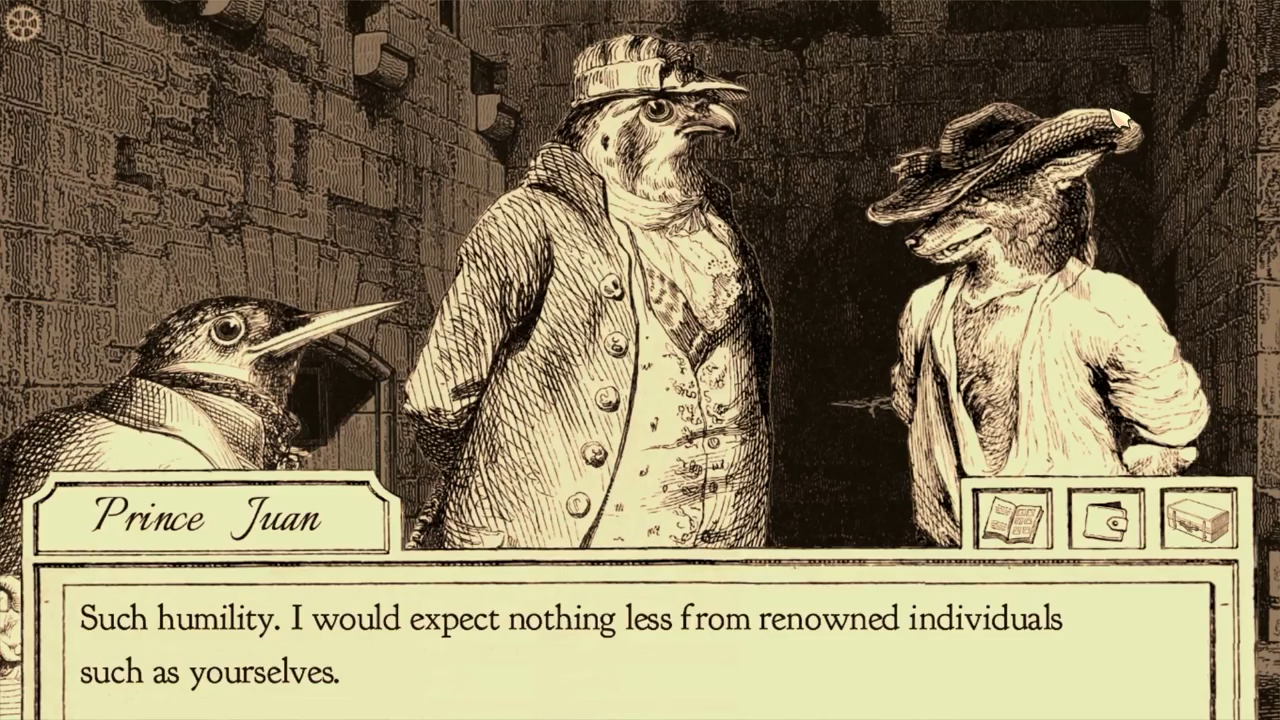 Prince Juan
Such humility. I would expect nothing less from renowned individuals
such as yourselves.